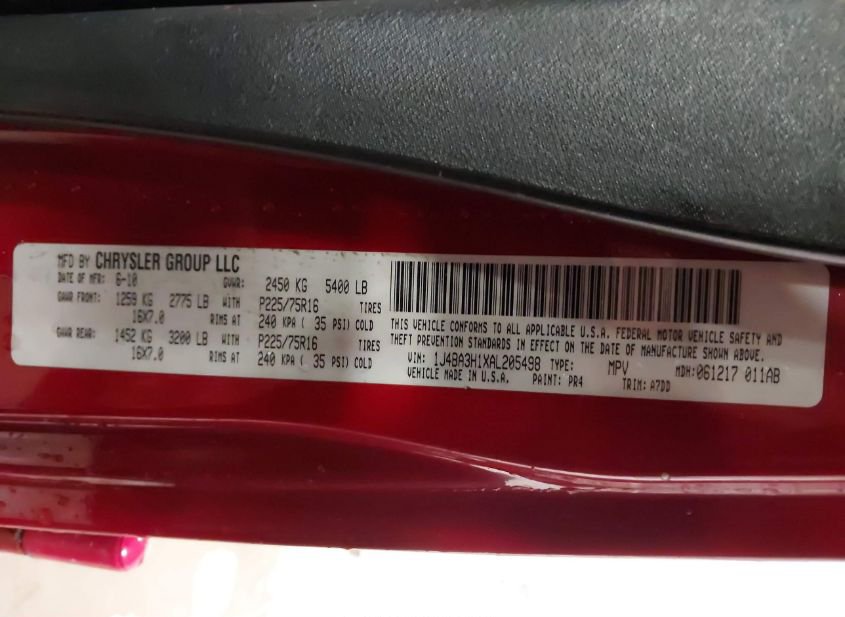 MFD BY CHRYSLER GROUP LLC
DATE OF MFR: 6-10 GVWR: 2450 KG 5400 LB
GAWR FRONT: 1259 KG 2775 LB WITH P225/75R16 TIRES
16X7.0 RIMS AT 240 KPA ( 35 PSI) COLD
GAWR REAR: 1452 KG 3200 LB WITH P225/75R16 TIRES
16X7.0 RIMS AT 240 KPA ( 35 PSI) COLD
THIS VEHICLE CONFORMS TO ALL APPLICABLE U.S.A. FEDERAL MOTOR VEHICLE SAFETY AND
THEFT PREVENTION STANDARDS IN EFFECT ON THE DATE OF MANUFACTURE SHOWN ABOVE.
VIN: 1J4BA3H1XAL205498 TYPE: MPV MDH:061217 011AB
VEHICLE MADE IN U.S.A. PAINT: PR4 TRIM: A7DD